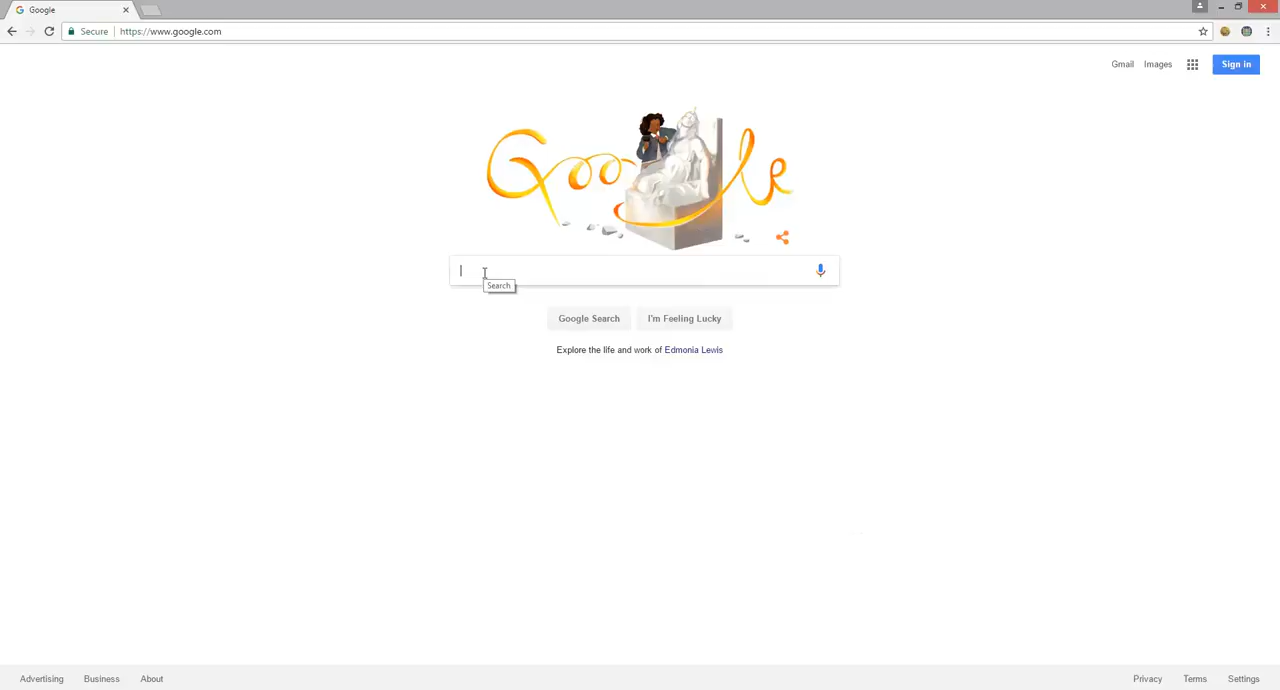 Google
Secure https://www.google.com
Gmail Images Sign in
Google
Search
Google Search I'm Feeling Lucky
Explore the life and work of Edmonia Lewis
Advertising Business About Privacy Terms Settings